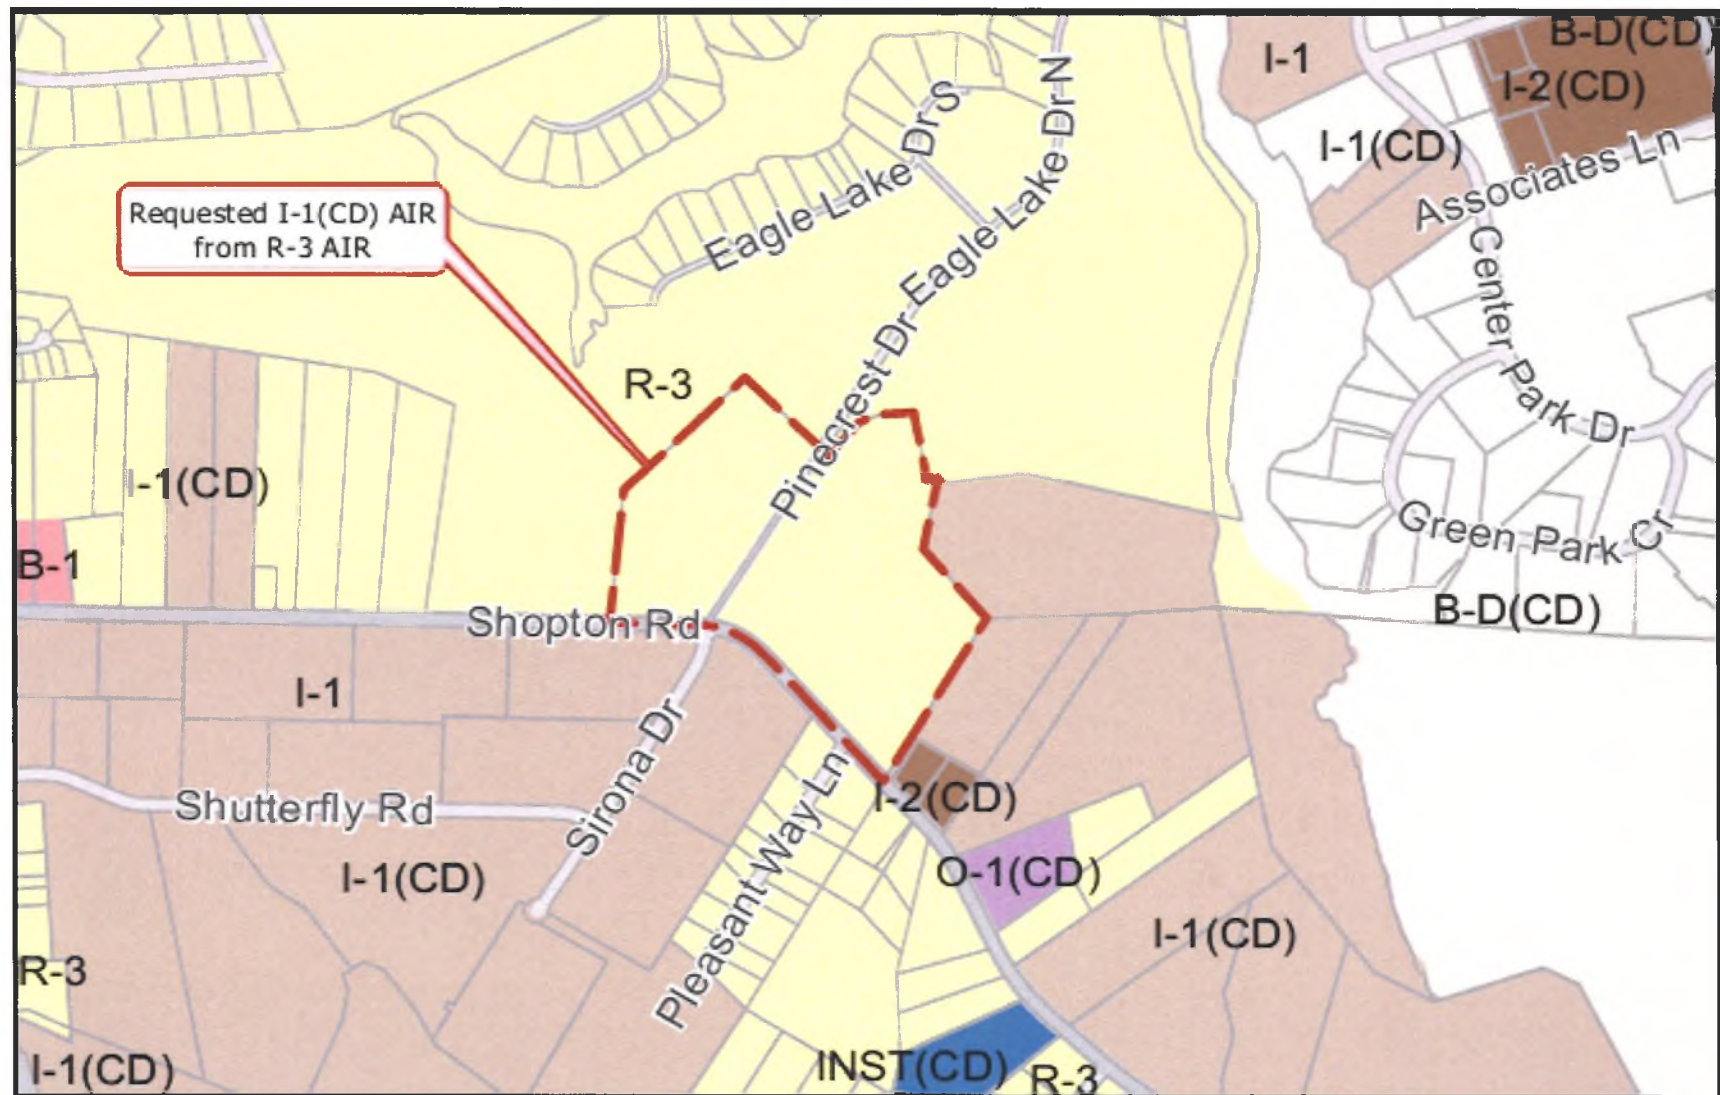 B-D(CD)
I-1
I-2(CD)
I-1(CD)
Associates Ln
Eagle Lake Dr S
Eagle Lake Dr N
Requested I-1(CD) AIR
from R-3 AIR
Center Park Dr
Pinecrest Dr
R-3
I-1(CD)
Green Park Cr
B-1
B-D(CD)
Shopton Rd
I-1
Sirona Dr
Shutterfly Rd
Pleasant Way Ln
I-2(CD)
I-1(CD)
O-1(CD)
I-1(CD)
R-3
I-1(CD)
INST(CD)
R-3